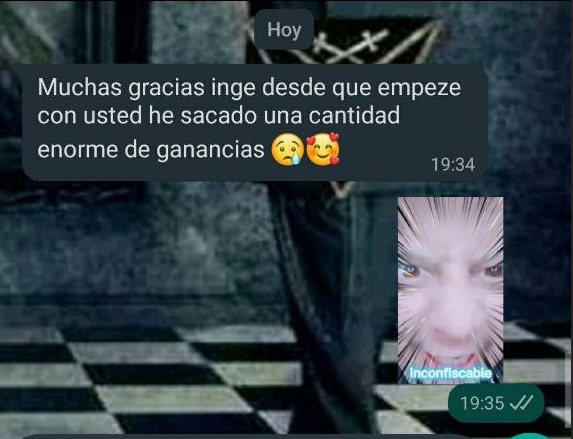 Hoy
Muchas gracias inge desde que empeze
con usted he sacado una cantidad
enorme de ganancias 😢🥰
19:34
Inconfiscable
19:35